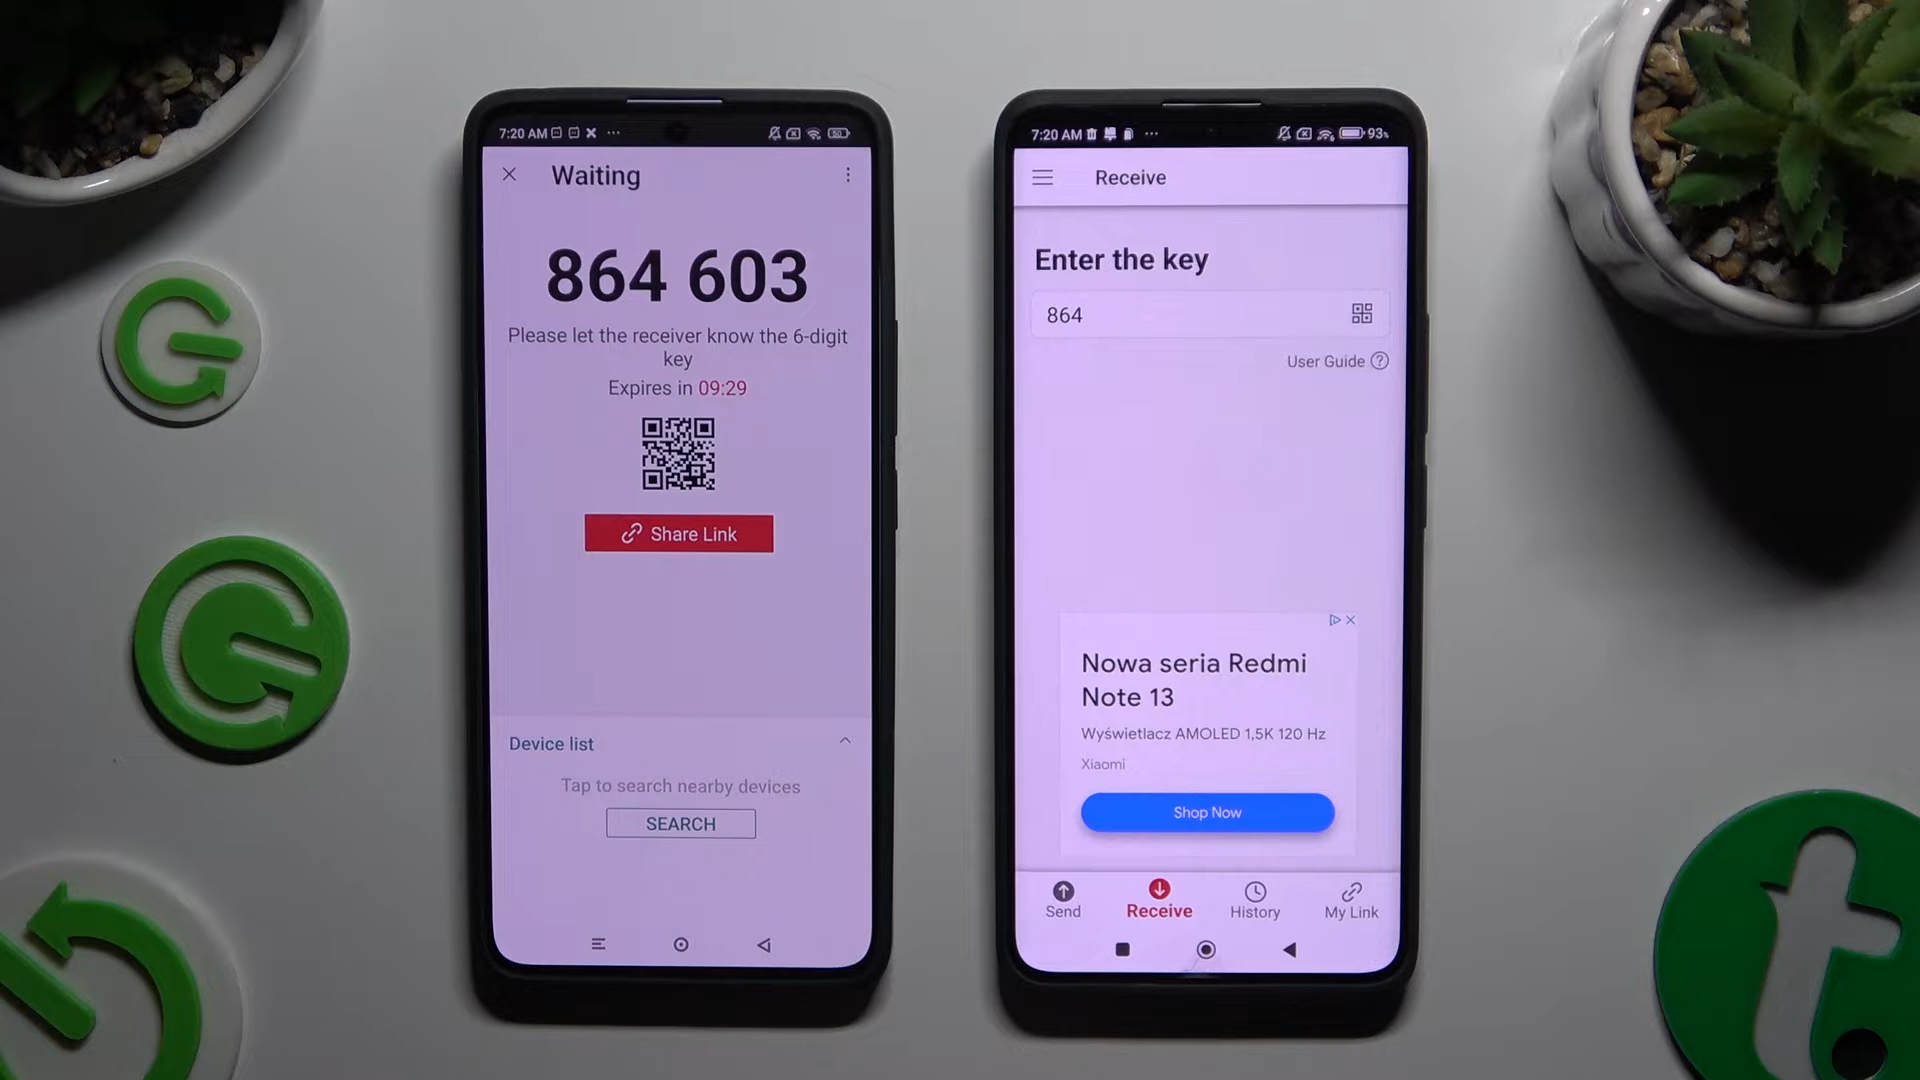 7:20 AM
50
Waiting
864 603
Please let the receiver know the 6-digit
key
Expires in 09:29
Share Link
Device list
Tap to search nearby devices
SEARCH
7:20 AM
93%
Receive
Enter the key
864
User Guide ?
Nowa seria Redmi
Note 13
Wyświetlacz AMOLED 1,5K 120 Hz
Xiaomi
Shop Now
Send
Receive
History
My Link
t